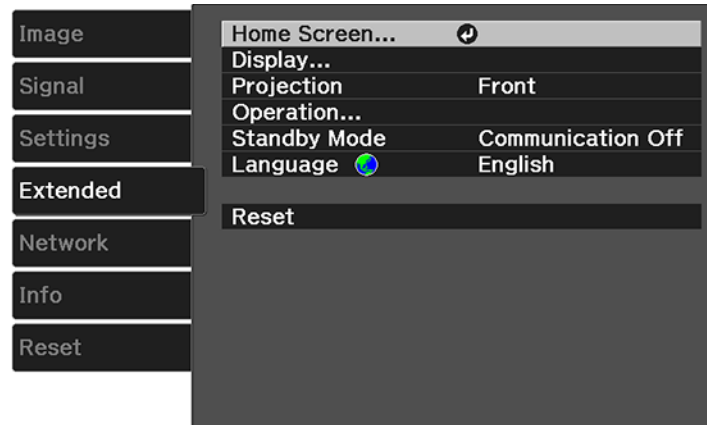 Image
Signal
Settings
Extended
Network
Info
Reset
Home Screen...
Display...
Projection Front
Operation...
Standby Mode Communication Off
Language English
Reset